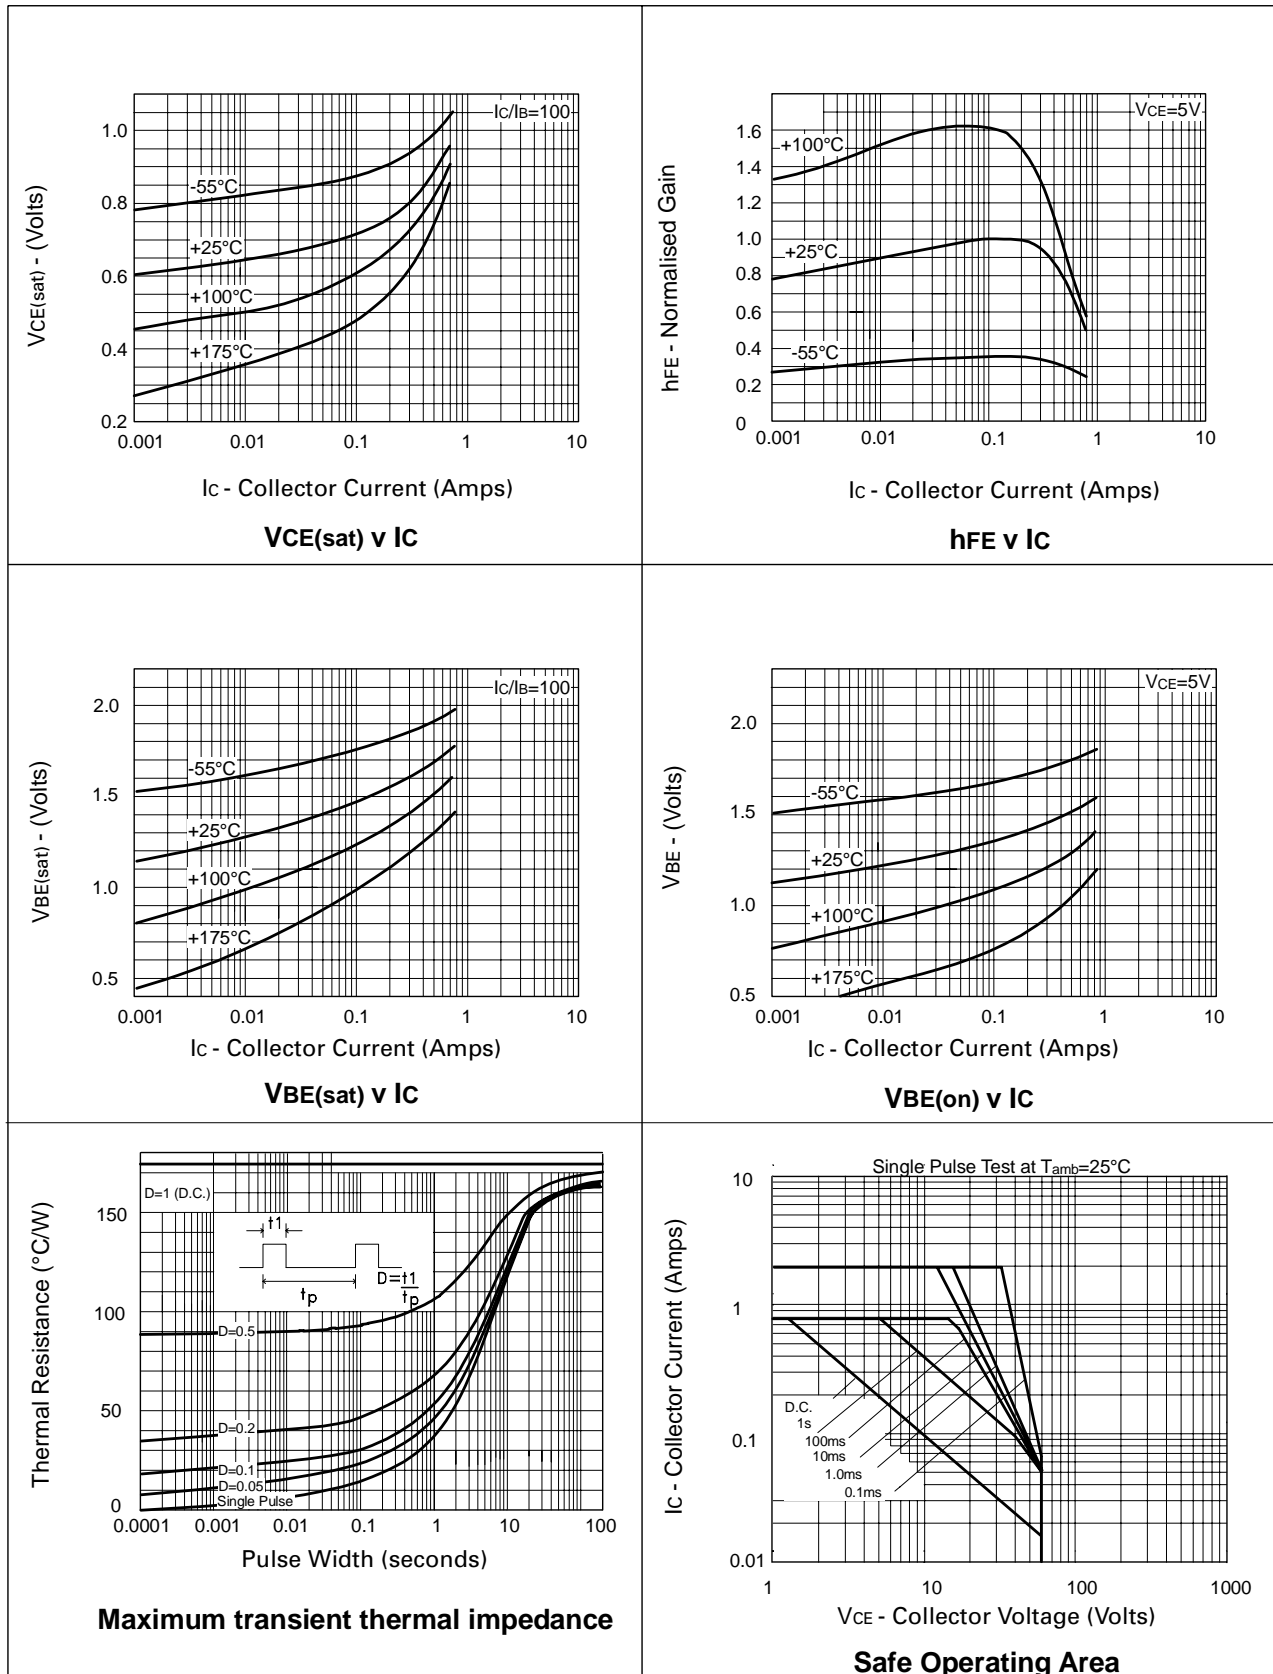 IC/IB=100
1.0
0.8
0.6
0.4
0.2
-55°C
+25°C
+100°C
+175°C
0.001 0.01 0.1 1 10
VCE(sat) - (Volts)
IC - Collector Current (Amps)
VCE(sat) v IC
VCE=5V
1.6
1.4
1.2
1.0
0.8
0.6
0.4
0.2
0
+100°C
+25°C
-55°C
0.001 0.01 0.1 1 10
hFE - Normalised Gain
IC - Collector Current (Amps)
hFE v IC
IC/IB=100
2.0
1.5
1.0
0.5
-55°C
+25°C
+100°C
+175°C
0.001 0.01 0.1 1 10
VBE(sat) - (Volts)
IC - Collector Current (Amps)
VBE(sat) v IC
VCE=5V
2.0
1.5
1.0
0.5
-55°C
+25°C
+100°C
+175°C
0.001 0.01 0.1 1 10
VBE - (Volts)
IC - Collector Current (Amps)
VBE(on) v IC
D=1 (D.C.)
t1
tp
D=t1/tp
150
100
50
0
D=0.5
D=0.2
D=0.1
D=0.05
Single Pulse
0.0001 0.001 0.01 0.1 1 10 100
Thermal Resistance (°C/W)
Pulse Width (seconds)
Maximum transient thermal impedance
Single Pulse Test at Tamb=25°C
10
1
0.1
0.01
D.C.
1s
100ms
10ms
1.0ms
0.1ms
1 10 100 1000
IC - Collector Current (Amps)
VCE - Collector Voltage (Volts)
Safe Operating Area